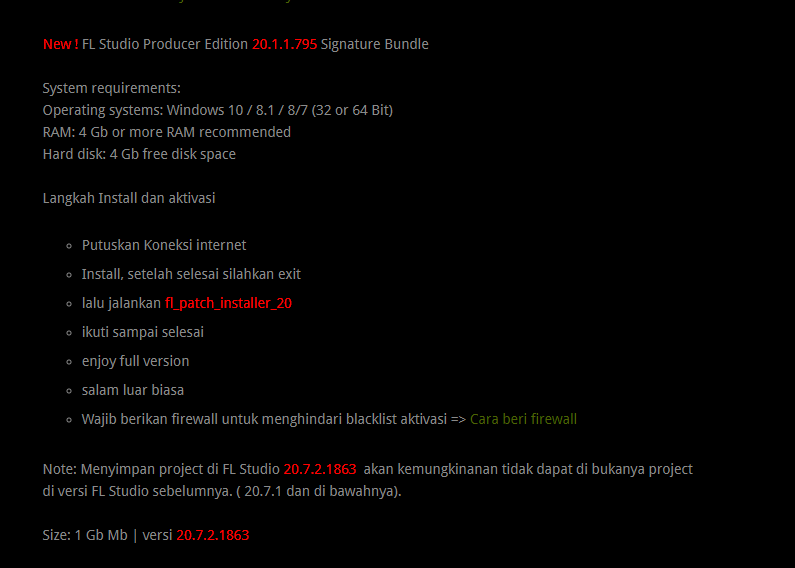 New ! FL Studio Producer Edition 20.1.1.795 Signature Bundle
System requirements:
Operating systems: Windows 10 / 8.1 / 8/7 (32 or 64 Bit)
RAM: 4 Gb or more RAM recommended
Hard disk: 4 Gb free disk space
Langkah Install dan aktivasi
Putuskan Koneksi internet
Install, setelah selesai silahkan exit
lalu jalankan fl_patch_installer_20
ikuti sampai selesai
enjoy full version
salam luar biasa
Wajib berikan firewall untuk menghindari blacklist aktivasi => Cara beri firewall
Note: Menyimpan project di FL Studio 20.7.2.1863 akan kemungkinanan tidak dapat di bukanya project
di versi FL Studio sebelumnya. ( 20.7.1 dan di bawahnya).
Size: 1 Gb Mb | versi 20.7.2.1863